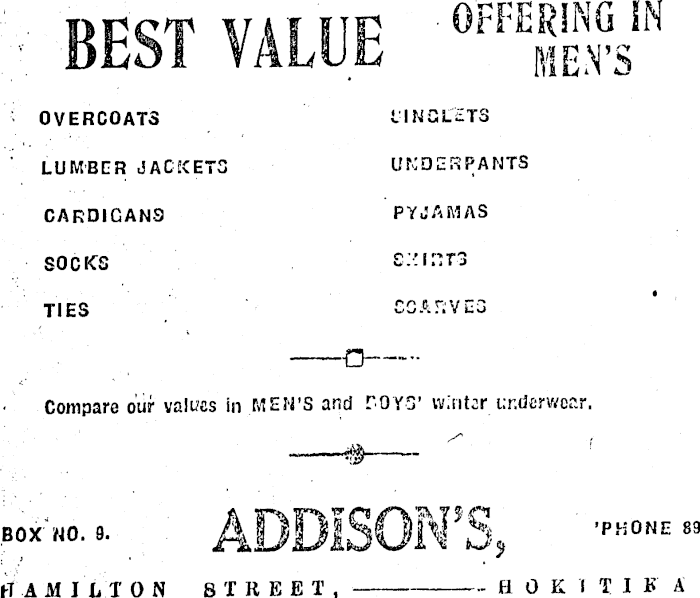 BEST VALUE OFFERING IN MEN'S
OVERCOATS
LUMBER JACKETS
CARDIGANS
SOCKS
TIES
SINGLETS
UNDERPANTS
PYJAMAS
SHIRTS
SCARVES
Compare our values in MEN'S and BOYS' winter underwear.
BOX NO. 9. ADDISON'S, 'PHONE 89
HAMILTON STREET, HOKITIKA